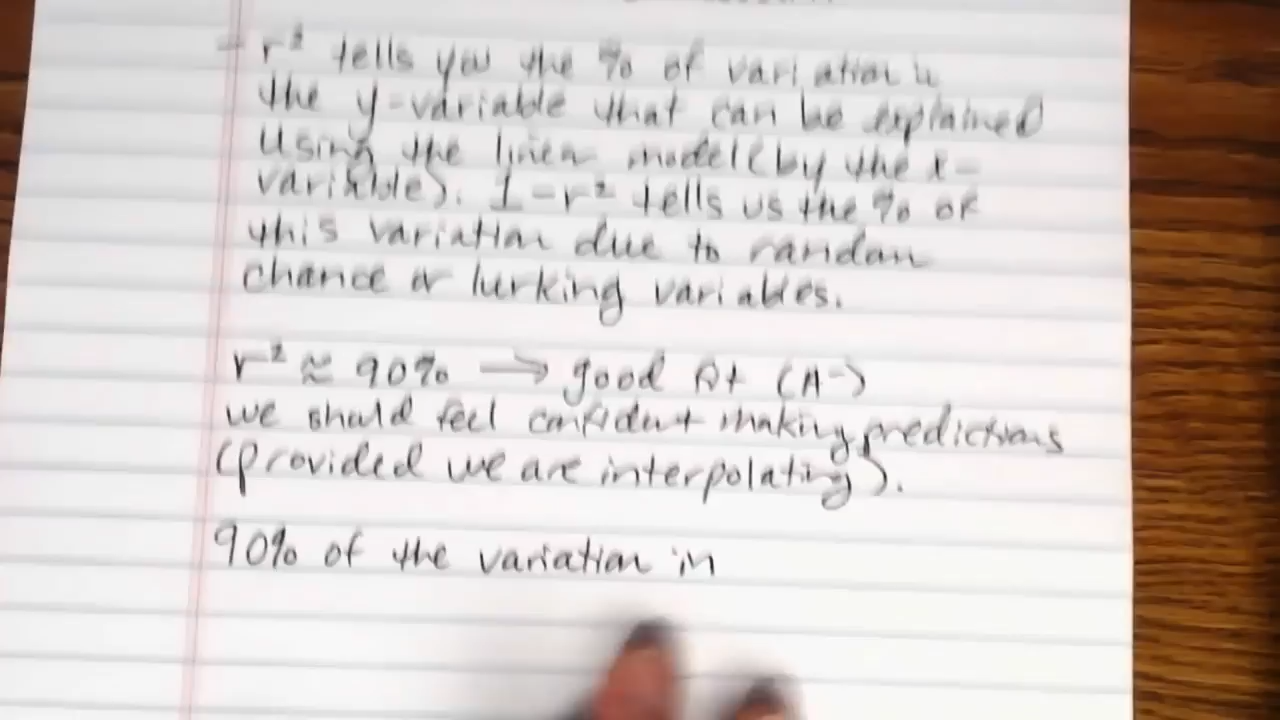 - r² tells you the % of variation in
the y-variable that can be explained
Using the linear model (by the x-
variable). 1-r² tells us the % of
this variation due to random
chance or lurking variables.
r² ≈ 90% → good fit (A-)
we should feel confident making predictions
(provided we are interpolating).
90% of the variation in